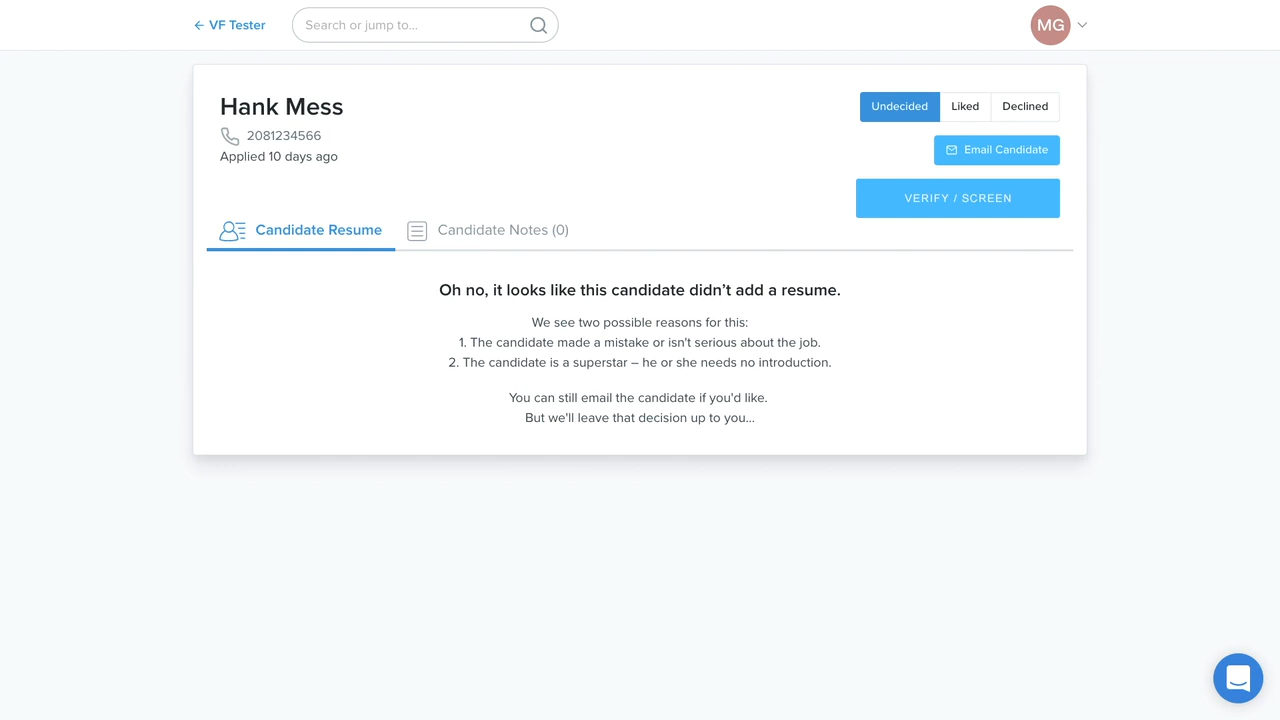 ← VF Tester
Search or jump to...
MG
Hank Mess
2081234566
Applied 10 days ago
Undecided
Liked
Declined
Email Candidate
VERIFY / SCREEN
Candidate Resume
Candidate Notes (0)
Oh no, it looks like this candidate didn’t add a resume.
We see two possible reasons for this:
1. The candidate made a mistake or isn't serious about the job.
2. The candidate is a superstar – he or she needs no introduction.
You can still email the candidate if you'd like.
But we'll leave that decision up to you...